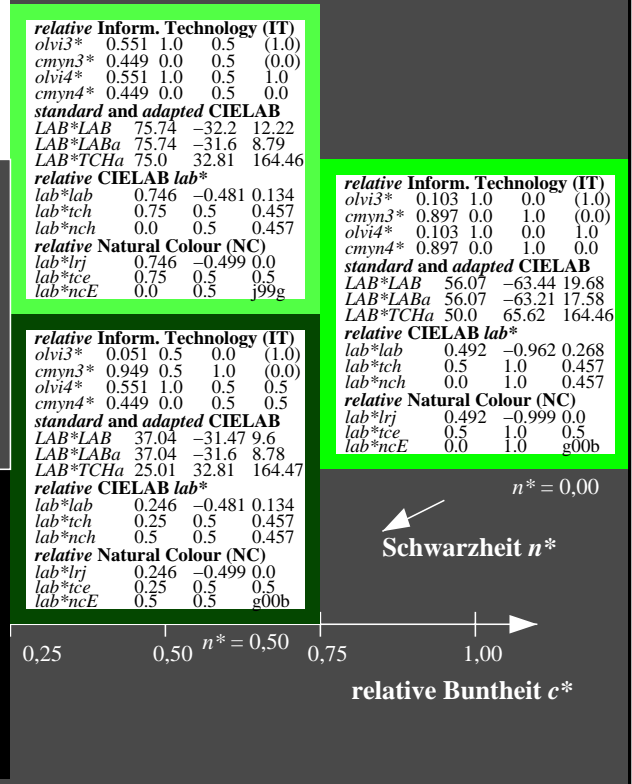 relative Inform. Technology (IT)
olvi3* 0.551 1.0 0.5 (1.0)
cmyn3* 0.449 0.0 0.5 (0.0)
olvi4* 0.551 1.0 0.5 1.0
cmyn4* 0.449 0.0 0.5 0.0
standard and adapted CIELAB
LAB*LAB 75.74 −32.2 12.22
LAB*LABa 75.74 −31.6 8.79
LAB*TCHa 75.0 32.81 164.46
relative CIELAB lab*
lab*lab 0.746 −0.481 0.134
lab*tch 0.75 0.5 0.457
lab*nch 0.0 0.5 0.457
relative Natural Colour (NC)
lab*lrj 0.746 −0.499 0.0
lab*tce 0.75 0.5 0.5
lab*ncE 0.0 0.5 j99g
relative Inform. Technology (IT)
olvi3* 0.103 1.0 0.0 (1.0)
cmyn3* 0.897 0.0 1.0 (0.0)
olvi4* 0.103 1.0 0.0 1.0
cmyn4* 0.897 0.0 1.0 0.0
standard and adapted CIELAB
LAB*LAB 56.07 −63.44 19.68
LAB*LABa 56.07 −63.21 17.58
LAB*TCHa 50.0 65.62 164.46
relative CIELAB lab*
lab*lab 0.492 −0.962 0.268
lab*tch 0.5 1.0 0.457
lab*nch 0.0 1.0 0.457
relative Natural Colour (NC)
lab*lrj 0.492 −0.999 0.0
lab*tce 0.5 1.0 0.5
lab*ncE 0.0 1.0 g00b
relative Inform. Technology (IT)
olvi3* 0.051 0.5 0.0 (1.0)
cmyn3* 0.949 0.5 1.0 (0.0)
olvi4* 0.551 1.0 0.5 0.5
cmyn4* 0.449 0.0 0.5 0.5
standard and adapted CIELAB
LAB*LAB 37.04 −31.47 9.6
LAB*LABa 37.04 −31.6 8.78
LAB*TCHa 25.01 32.81 164.47
relative CIELAB lab*
lab*lab 0.246 −0.481 0.134
lab*tch 0.25 0.5 0.457
lab*nch 0.5 0.5 0.457
relative Natural Colour (NC)
lab*lrj 0.246 −0.499 0.0
lab*tce 0.25 0.5 0.5
lab*ncE 0.5 0.5 g00b
n* = 0,00
Schwarzheit n*
n* = 0,50
0,25 0,50 0,75 1,00
relative Buntheit c*